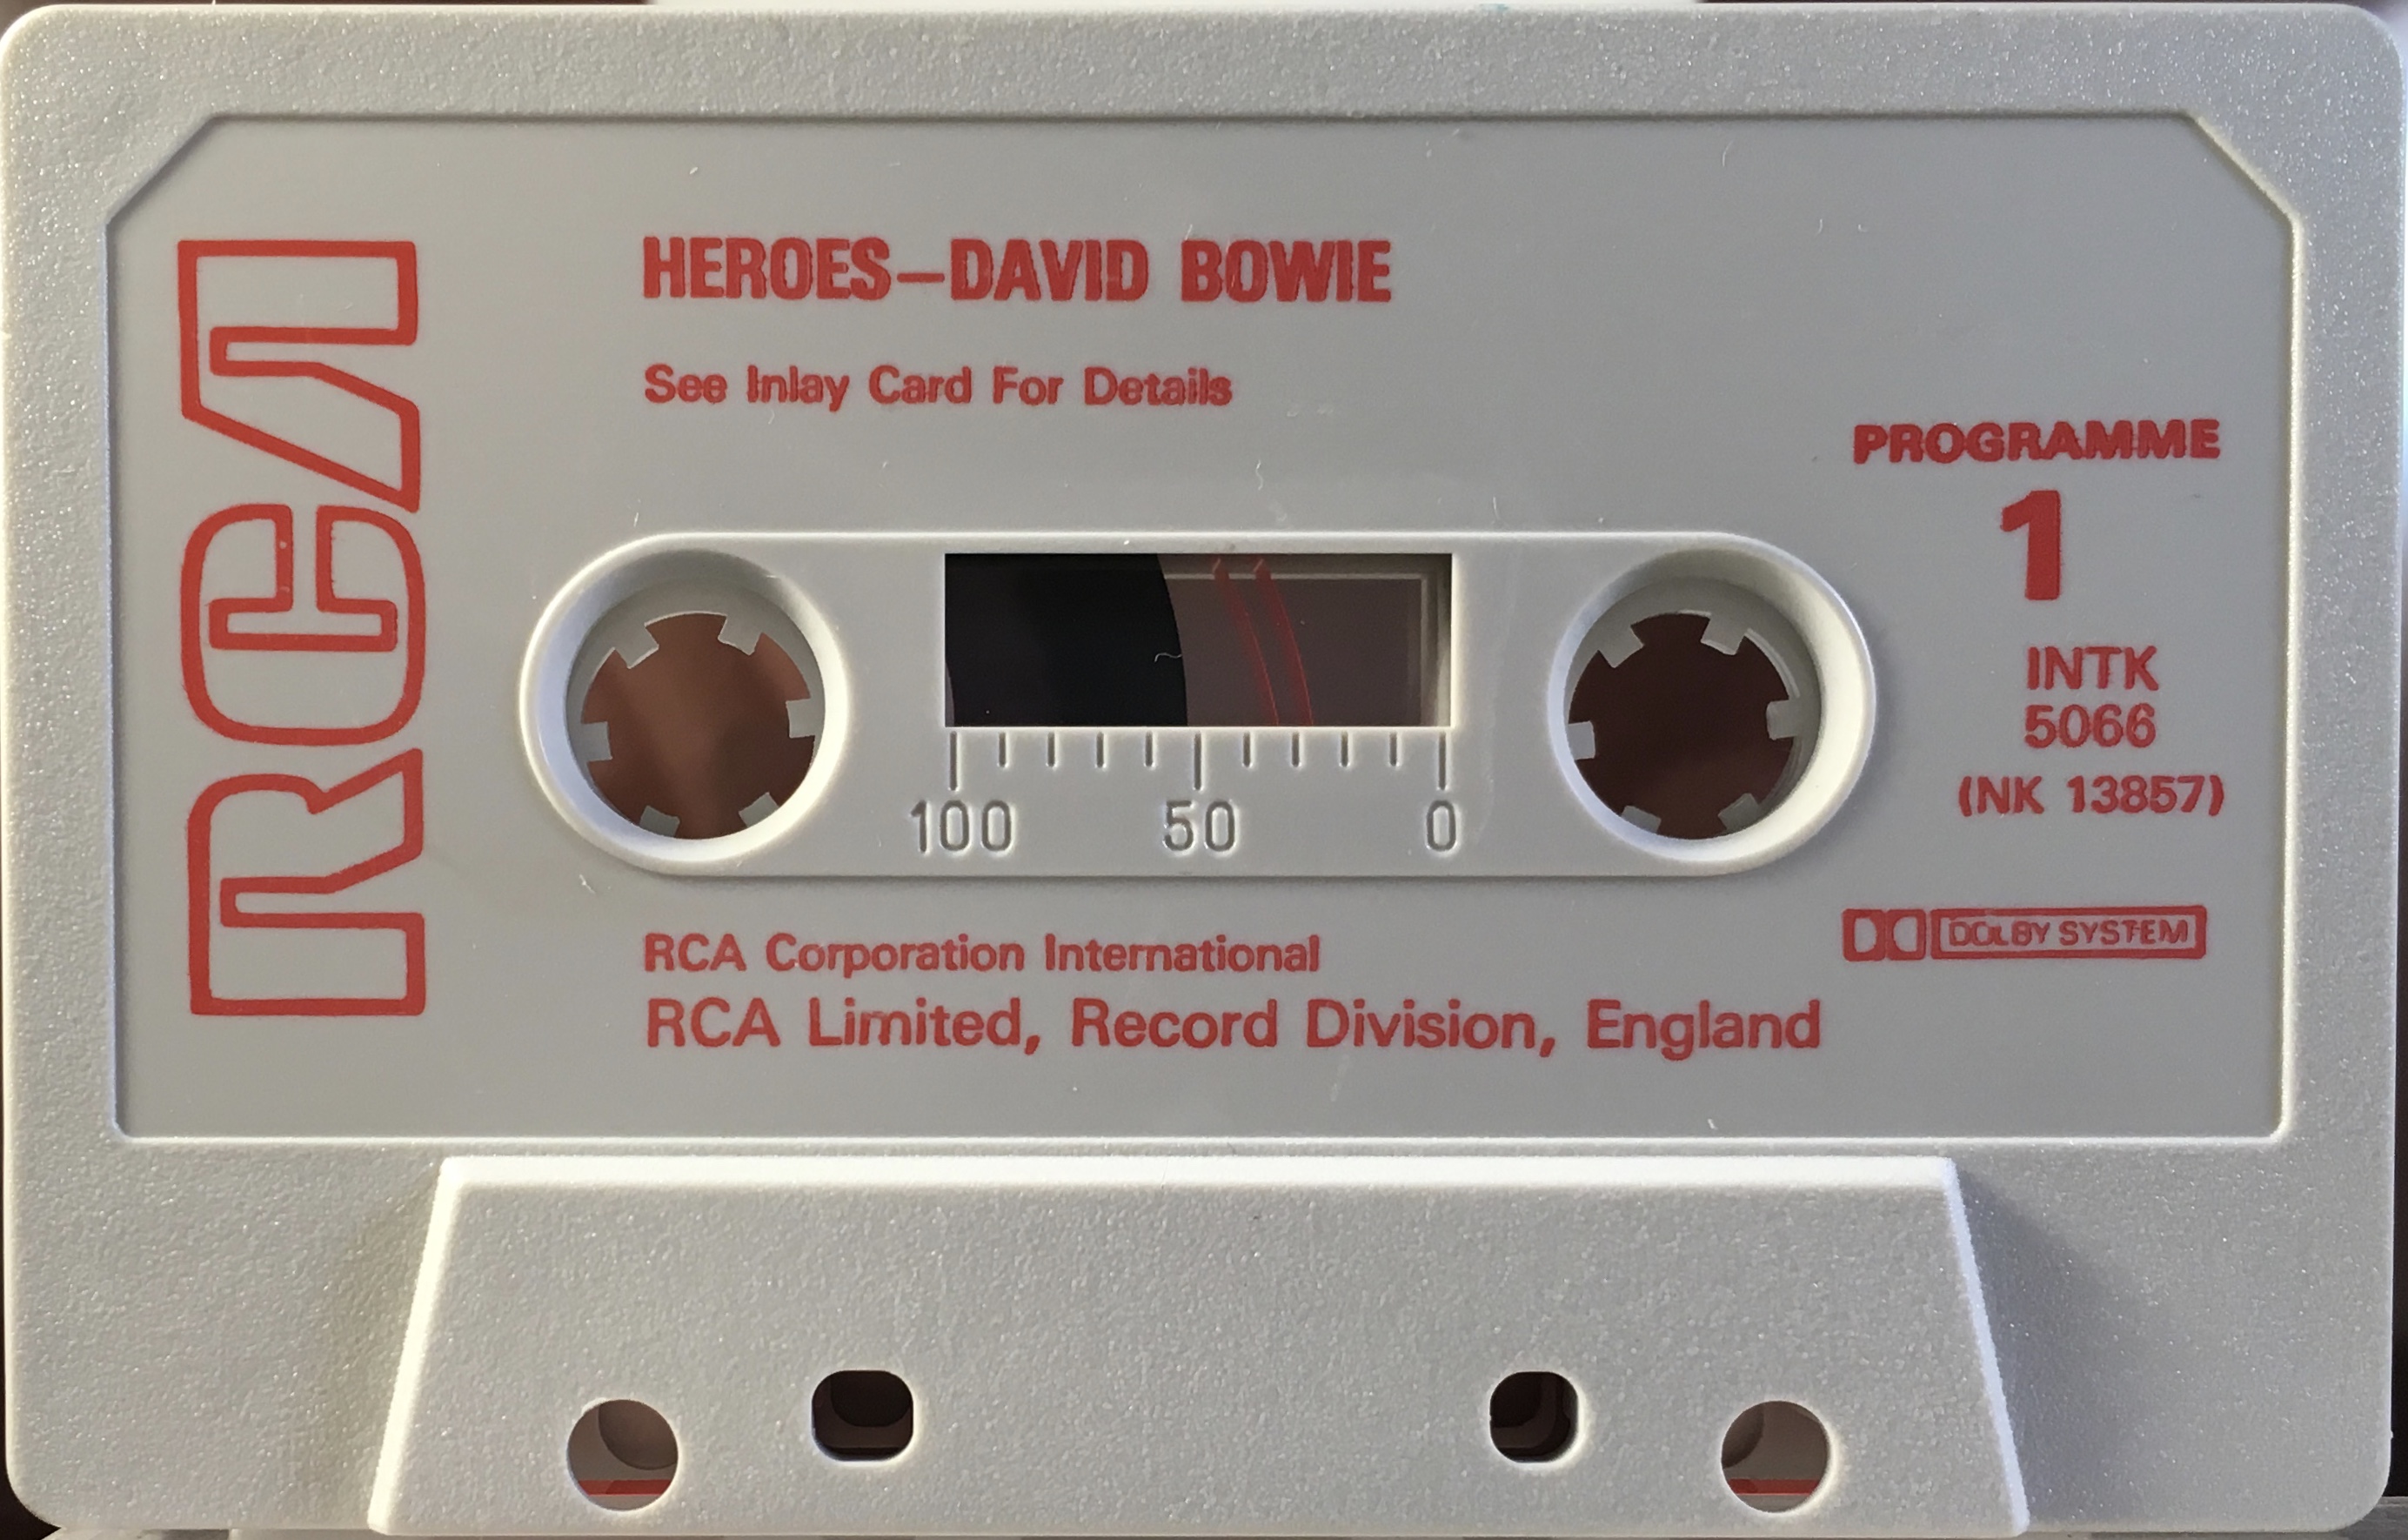 RCA
HEROES–DAVID BOWIE
See Inlay Card For Details
PROGRAMME
1
INTK
5066
(NK 13857)
100 50 0
DOLBY SYSTEM
RCA Corporation International
RCA Limited, Record Division, England